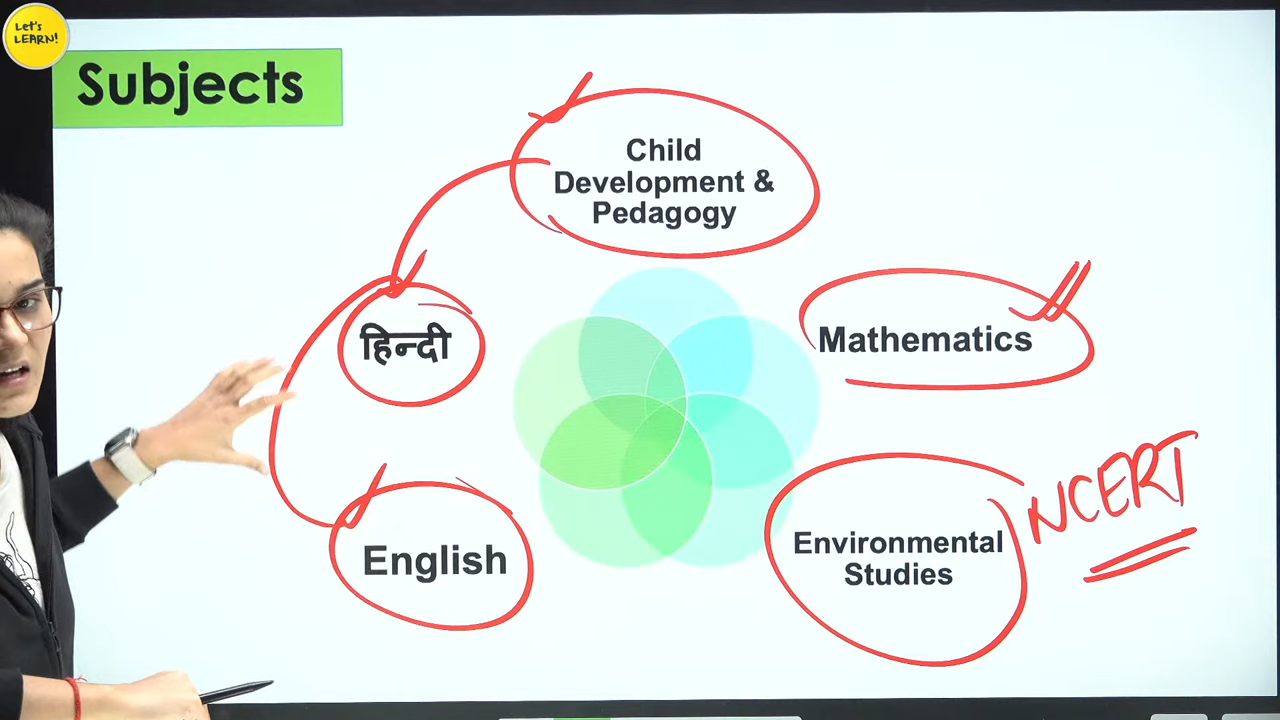 Let's
LEARN!
Subjects
Child
Development &
Pedagogy
हिन्दी
Mathematics
English
Environmental
Studies
NCERT